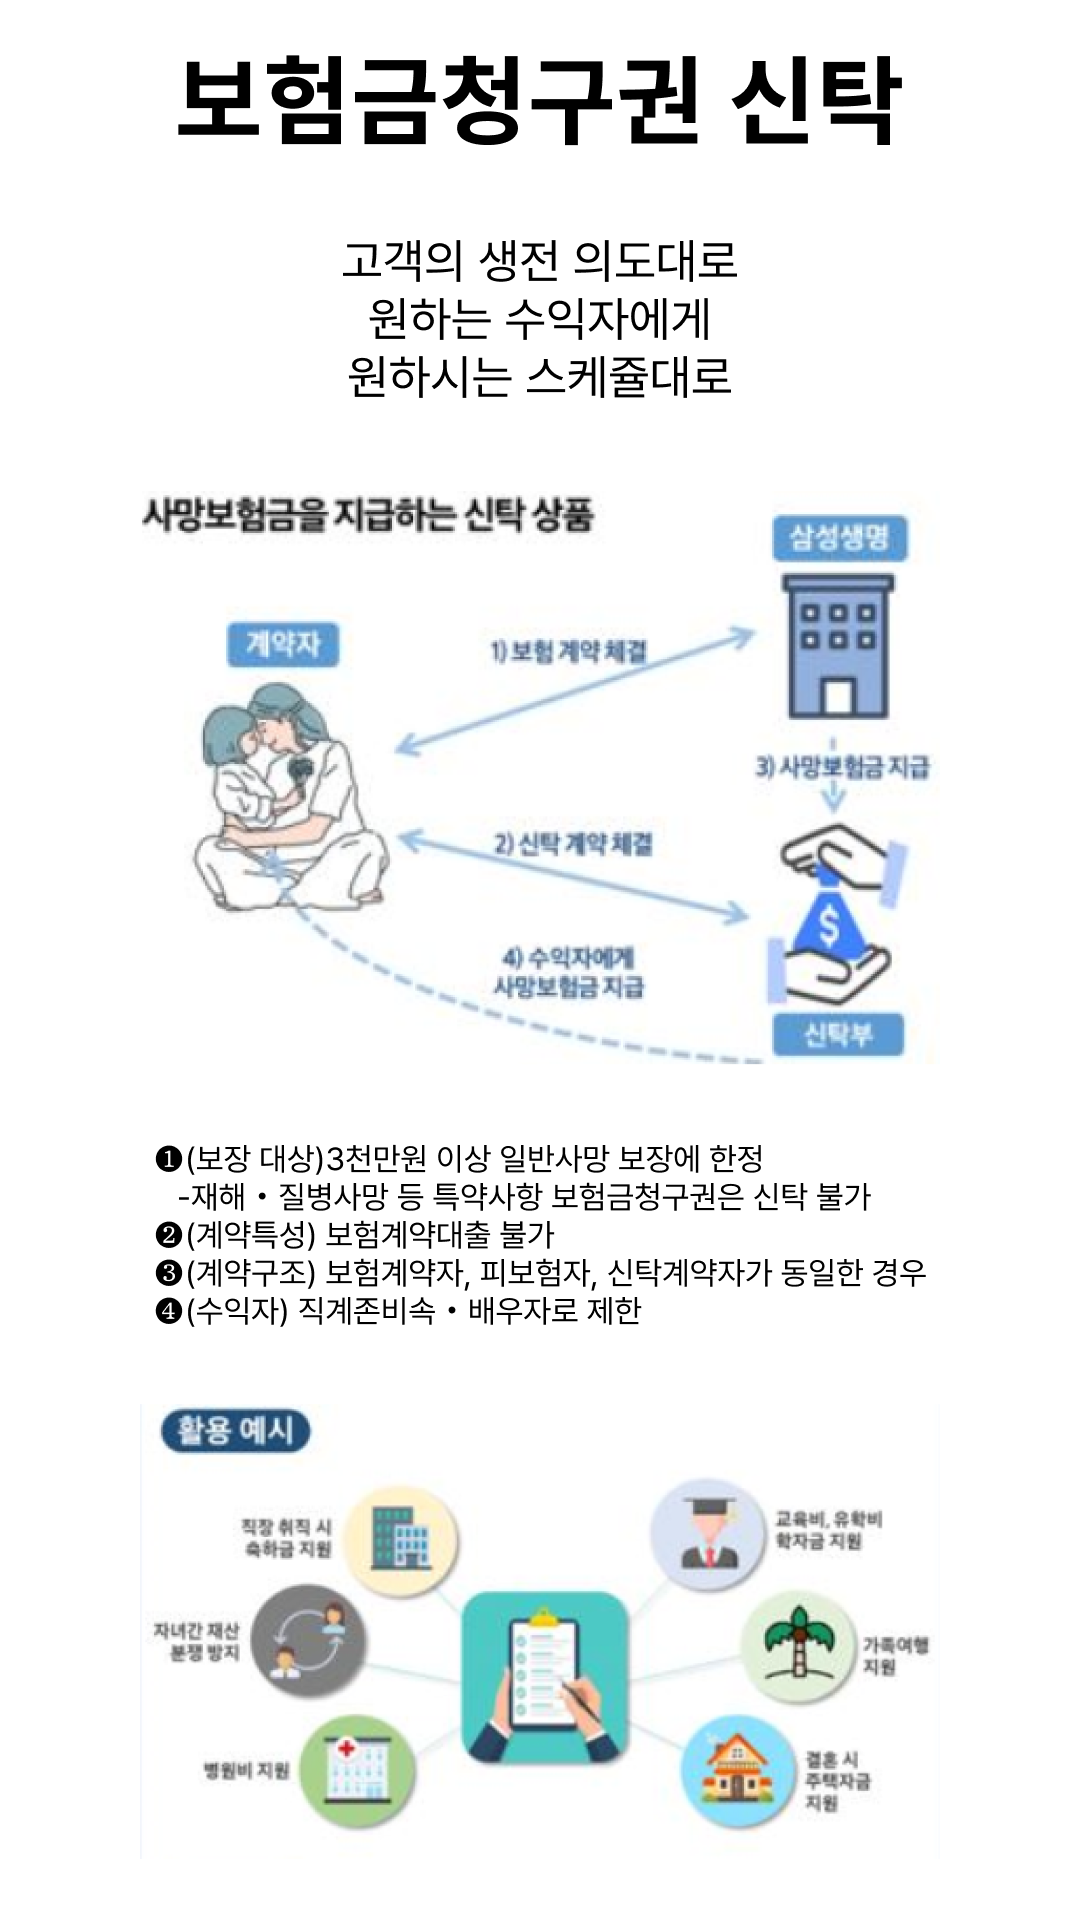 보험금청구권 신탁
고객의 생전 의도대로
원하는 수익자에게
원하시는 스케쥴대로
사망보험금을 지급하는 신탁 상품
삼성생명
계약자
1) 보험 계약 체결
3) 사망보험금 지급
2) 신탁 계약 체결
$
4) 수익자에게
사망보험금 지급
신탁부
❶(보장 대상)3천만원 이상 일반사망 보장에 한정
-재해・질병사망 등 특약사항 보험금청구권은 신탁 불가
❷(계약특성) 보험계약대출 불가
❸(계약구조) 보험계약자, 피보험자, 신탁계약자가 동일한 경우
❹(수익자) 직계존비속・배우자로 제한
활용 예시
직장 취직 시
축하금 지원
교육비, 유학비
학자금 지원
자녀간 재산
분쟁 방지
가족여행
지원
병원비 지원
결혼 시
주택자금
지원